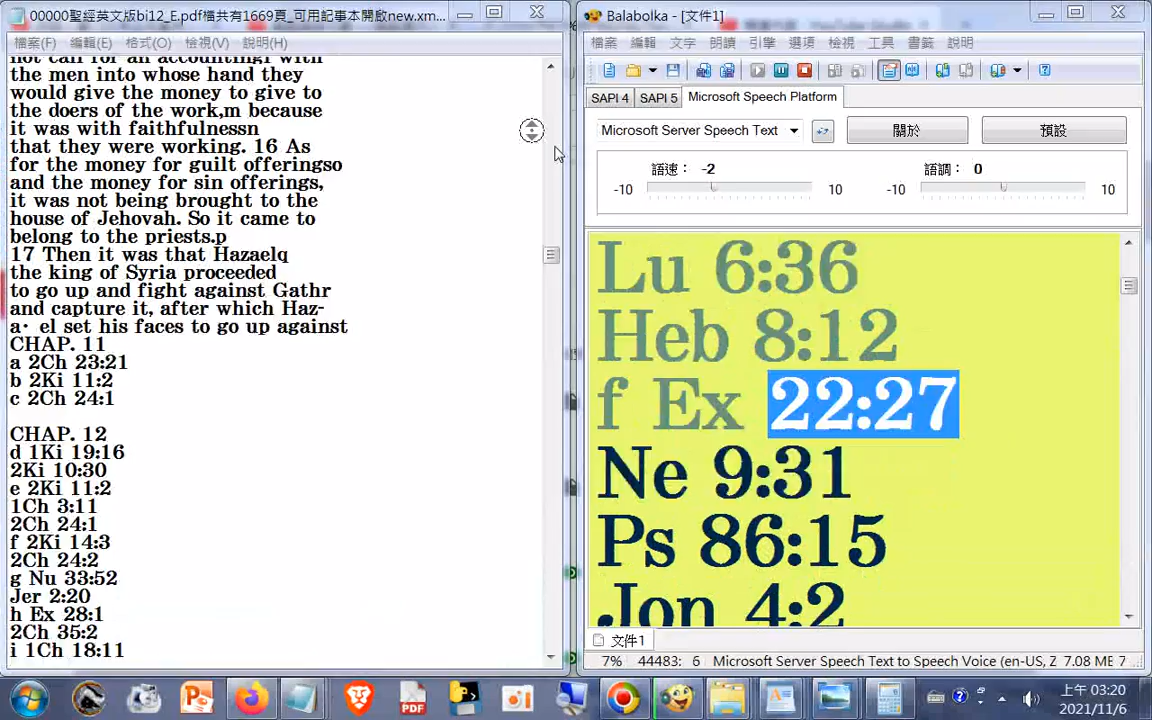 00000聖經英文版bi12_E.pdf檔共有1669頁_可用記事本開啟new.xm...
檔案(F) 編輯(E) 格式(O) 檢視(V) 說明(H)
not call for an accounting with
the men into whose hand they
would give the money to give to
the doers of the work,m because
it was with faithfulnessn
that they were working. 16 As
for the money for guilt offeringso
and the money for sin offerings,
it was not being brought to the
house of Jehovah. So it came to
belong to the priests.p
17 Then it was that Hazaelq
the king of Syria proceeded
to go up and fight against Gathr
and capture it, after which Haz-
a· el set his faces to go up against
CHAP. 11
a 2Ch 23:21
b 2Ki 11:2
c 2Ch 24:1
CHAP. 12
d 1Ki 19:16
2Ki 10:30
e 2Ki 11:2
1Ch 3:11
2Ch 24:1
f 2Ki 14:3
2Ch 24:2
g Nu 33:52
Jer 2:20
h Ex 28:1
2Ch 35:2
i 1Ch 18:11
Balabolka - [文件1]
檔案 編輯 文字 朗讀 引擎 選項 檢視 工具 書籤 說明
SAPI 4 SAPI 5 Microsoft Speech Platform
Microsoft Server Speech Text 關於 預設
語速： -2 語調： 0
-10 10 -10 10
Lu 6:36
Heb 8:12
f Ex 22:27
Ne 9:31
Ps 86:15
Jon 4:2
文件1
7% 44483: 6 Microsoft Server Speech Text to Speech Voice (en-US, Z 7.08 MB 7
上午 03:20
2021/11/6